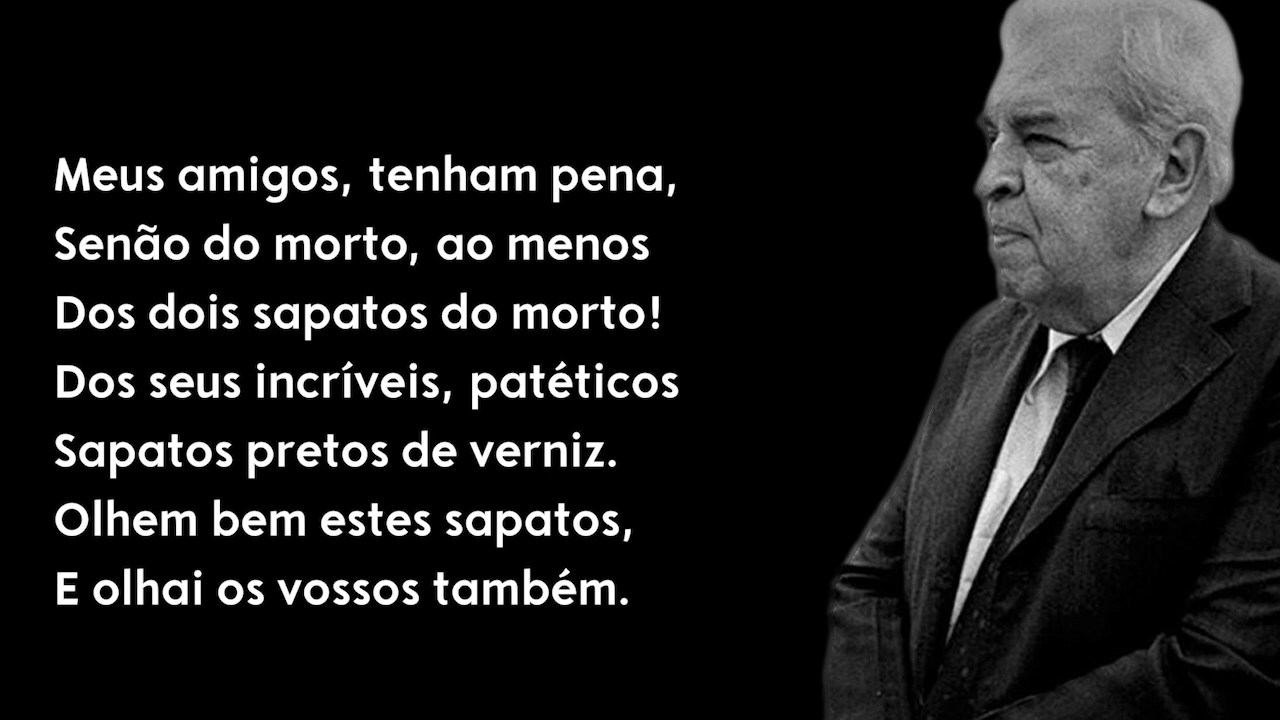 Meus amigos, tenham pena,
Senão do morto, ao menos
Dos dois sapatos do morto!
Dos seus incríveis, patéticos
Sapatos pretos de verniz.
Olhem bem estes sapatos,
E olhai os vossos também.